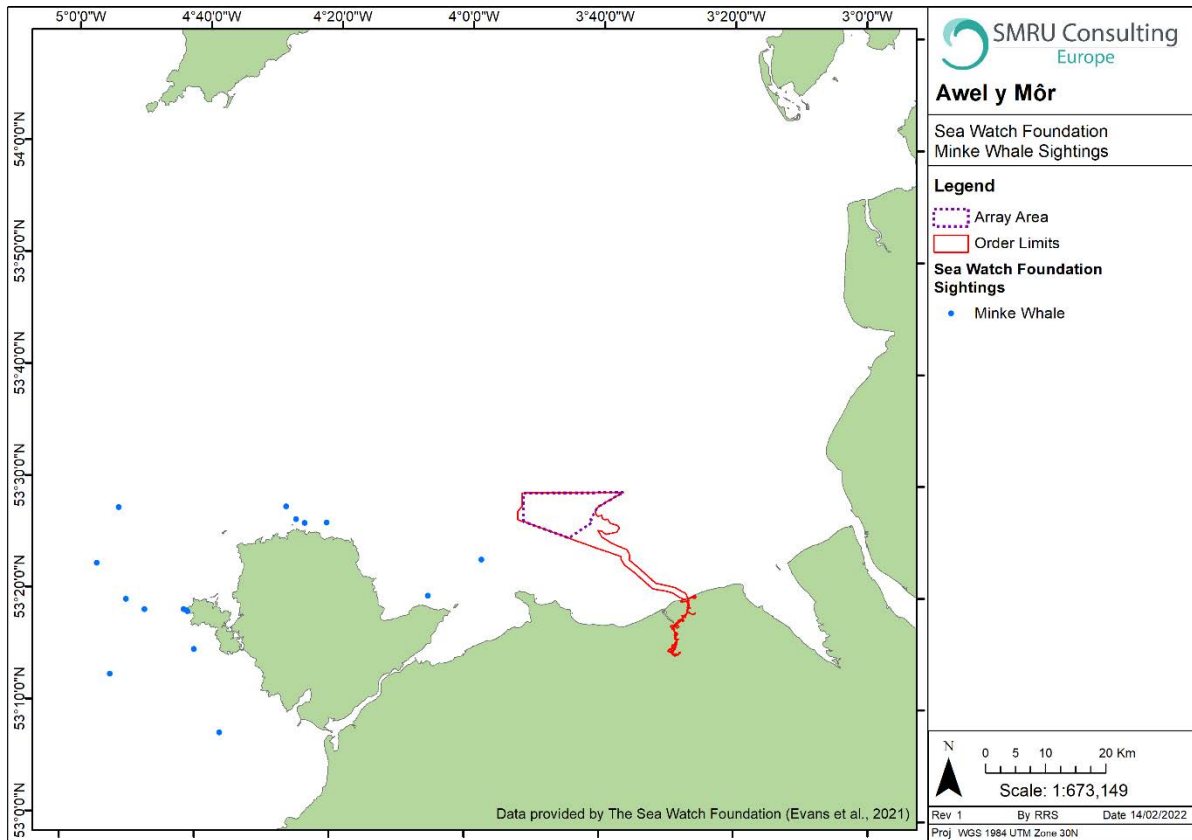 5°0'0"W 4°40'0"W 4°20'0"W 4°0'0"W 3°40'0"W 3°20'0"W 3°0'0"W
54°0'0"N
53°50'0"N
53°40'0"N
53°30'0"N
53°20'0"N
53°10'0"N
53°0'0"N
Data provided by The Sea Watch Foundation (Evans et al., 2021)
SMRU Consulting
Europe
Awel y Môr
Sea Watch Foundation
Minke Whale Sightings
Legend
Array Area
Order Limits
Sea Watch Foundation
Sightings
Minke Whale
N
0 5 10 20 Km
Scale: 1:673,149
Rev 1 By RRS Date 14/02/2022
Proj WGS 1984 UTM Zone 30N